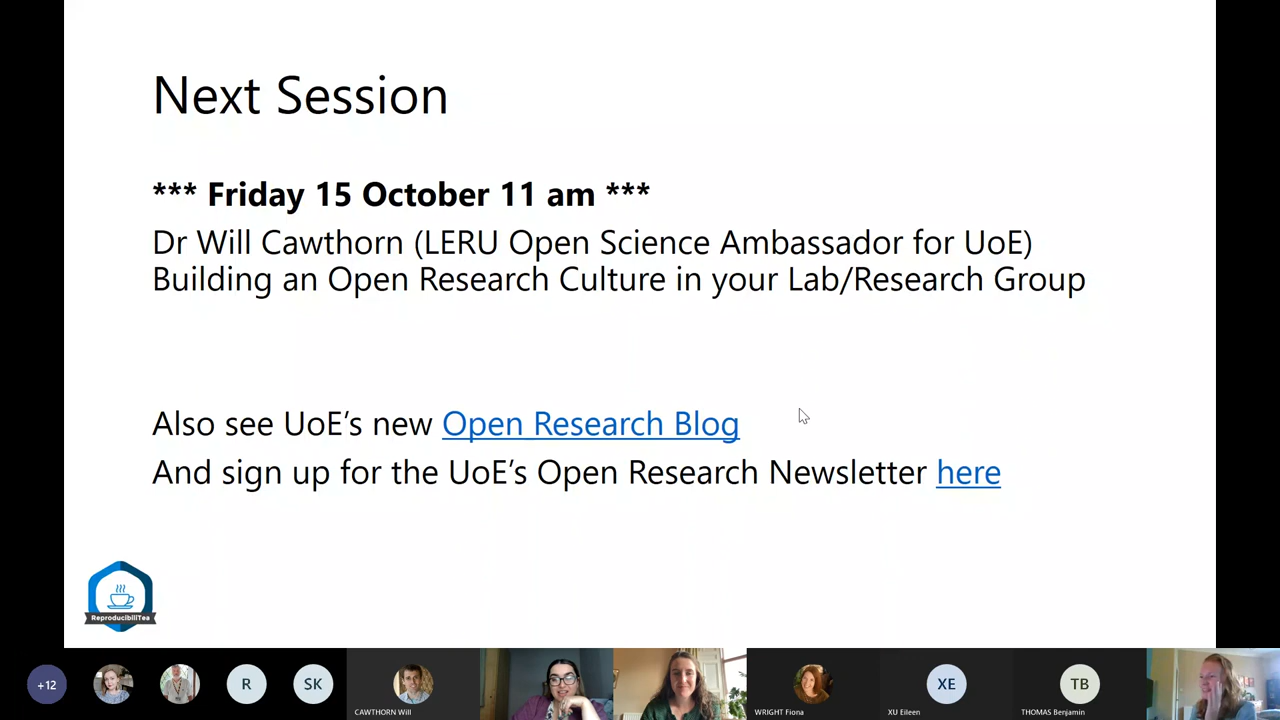 Next Session
*** Friday 15 October 11 am ***
Dr Will Cawthorn (LERU Open Science Ambassador for UoE)
Building an Open Research Culture in your Lab/Research Group
Also see UoE’s new Open Research Blog
And sign up for the UoE’s Open Research Newsletter here
ReproducibiliTea
+12
R
SK
CAWTHORN Will
WRIGHT Fiona
XE
XU Eileen
TB
THOMAS Benjamin